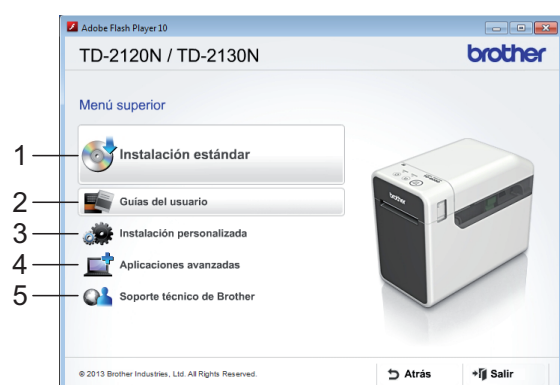 Adobe Flash Player 10
TD-2120N / TD-2130N
brother
Menú superior
1
Instalación estándar
2
Guías del usuario
3
Instalación personalizada
4
Aplicaciones avanzadas
5
Soporte técnico de Brother
brother
© 2013 Brother Industries, Ltd. All Rights Reserved.
Atrás
Salir